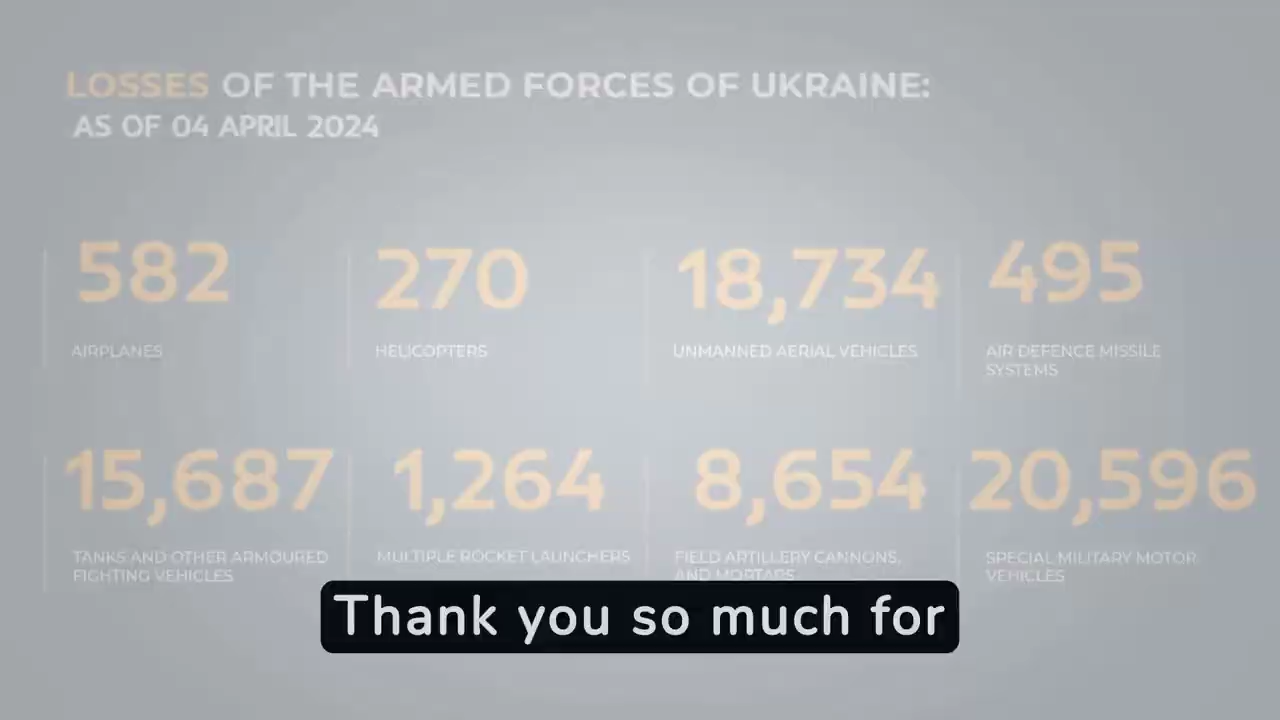 LOSSES OF THE ARMED FORCES OF UKRAINE:
AS OF 04 APRIL 2024
582
AIRPLANES
270
HELICOPTERS
18,734
UNMANNED AERIAL VEHICLES
495
AIR DEFENCE MISSILE
SYSTEMS
15,687
TANKS AND OTHER ARMOURED
FIGHTING VEHICLES
1,264
MULTIPLE ROCKET LAUNCHERS
8,654
FIELD ARTILLERY CANNONS,
AND MORTARS
20,596
SPECIAL MILITARY MOTOR
VEHICLES
Thank you so much for